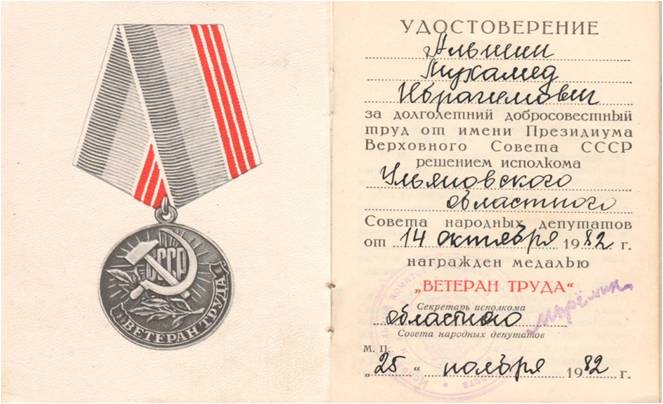 СССР
ВЕТЕРАН ТРУДА
УДОСТОВЕРЕНИЕ
Альшин
Мухамед
Ибрагимович
за долголетний добросовестный
труд от имени Президиума
Верховного Совета СССР
решением исполкома
Ульяновского
областного
Совета народных депутатов
от 14 октября 1982 г.
награжден медалью
„ВЕТЕРАН ТРУДА"
Секретарь исполкома
областного
Совета народных депутатов
М. П.
„25" ноября 1982 г.